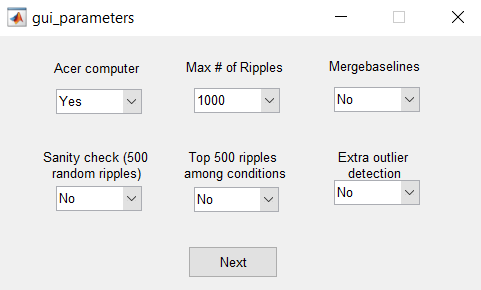 gui_parameters
Acer computer
Max # of Ripples
Mergebaselines
Yes
1000
No
Sanity check (500
random ripples)
Top 500 ripples
among conditions
Extra outlier
detection
No
No
No
Next